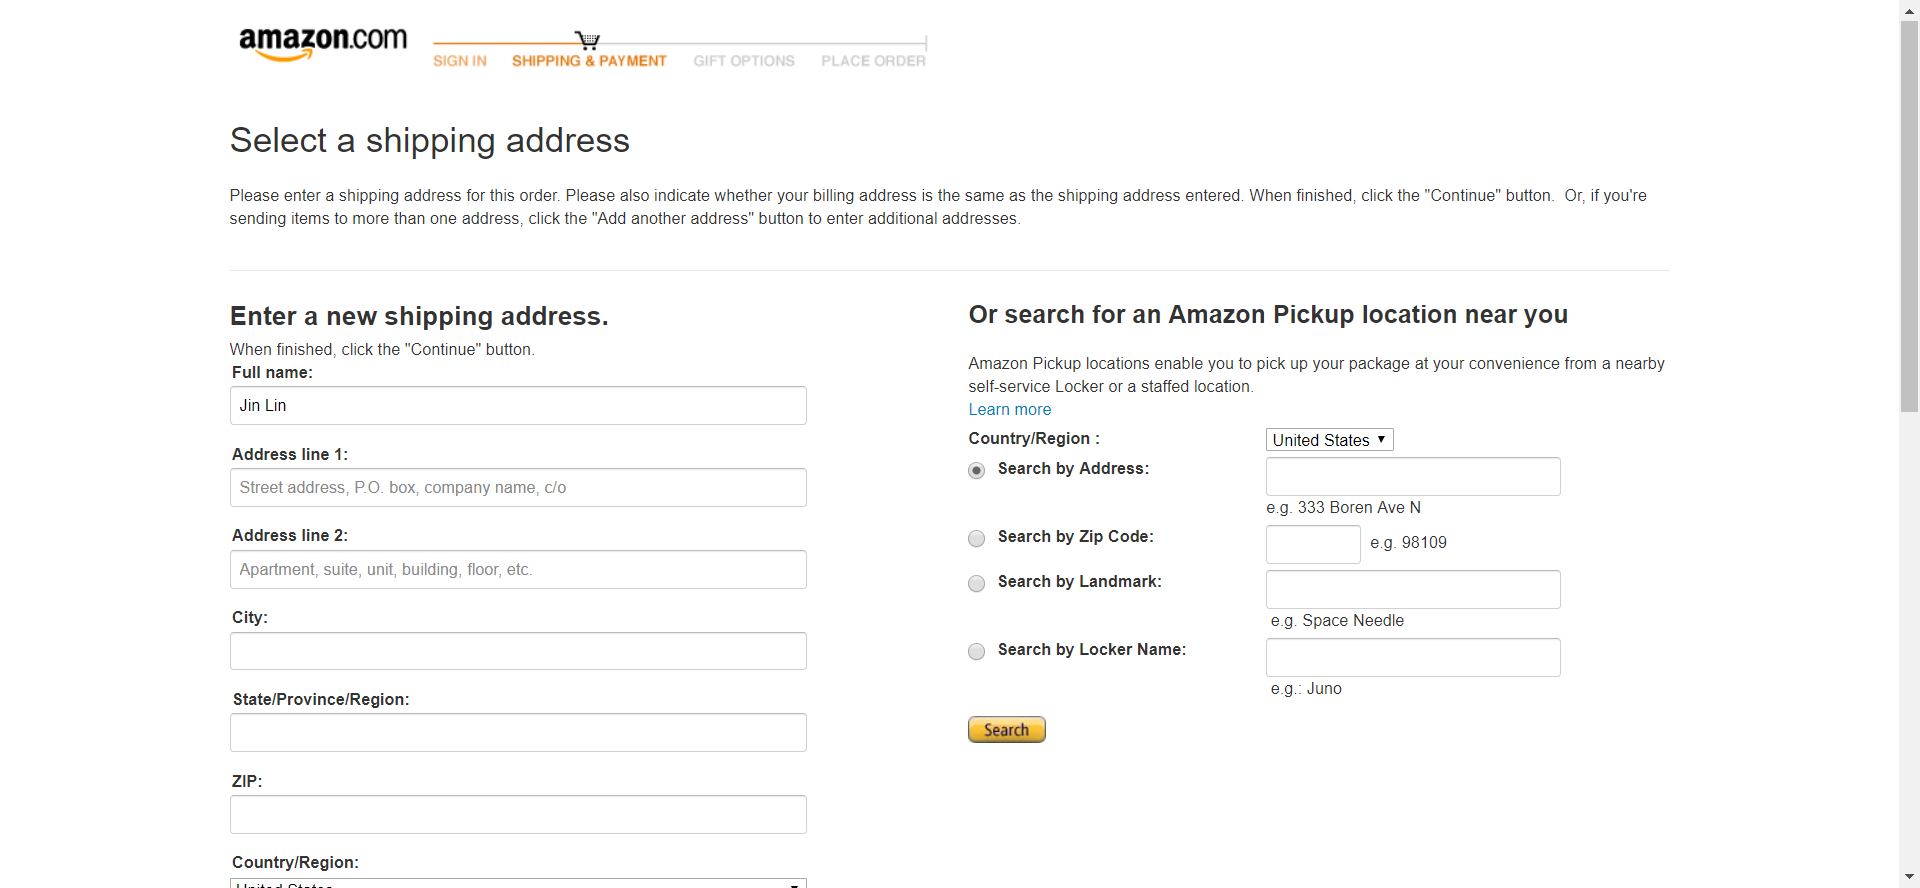 amazon.com
SIGN IN SHIPPING & PAYMENT GIFT OPTIONS PLACE ORDER
Select a shipping address
Please enter a shipping address for this order. Please also indicate whether your billing address is the same as the shipping address entered. When finished, click the "Continue" button.  Or, if you're
sending items to more than one address, click the "Add another address" button to enter additional addresses.
Enter a new shipping address.
When finished, click the "Continue" button.
Full name:
Jin Lin
Address line 1:
Street address, P.O. box, company name, c/o
Address line 2:
Apartment, suite, unit, building, floor, etc.
City:
State/Province/Region:
ZIP:
Country/Region:
United States
Or search for an Amazon Pickup location near you
Amazon Pickup locations enable you to pick up your package at your convenience from a nearby
self-service Locker or a staffed location.
Learn more
Country/Region : United States
Search by Address:
e.g. 333 Boren Ave N
Search by Zip Code: e.g. 98109
Search by Landmark:
e.g. Space Needle
Search by Locker Name:
e.g.: Juno
Search